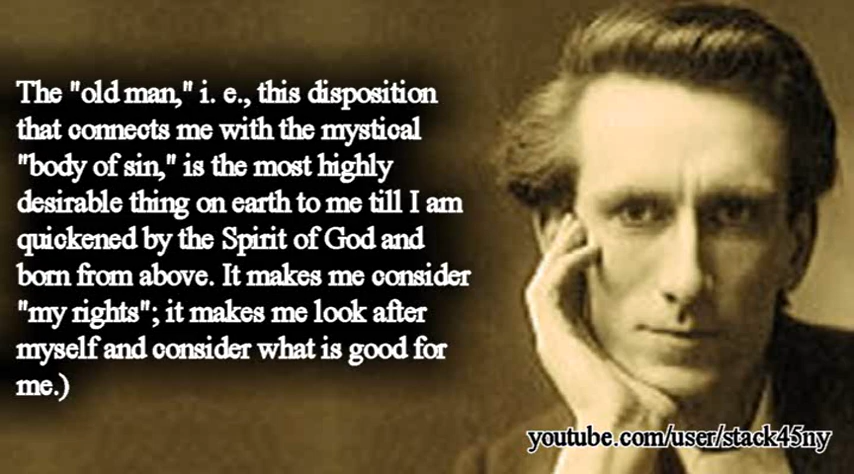 The "old man," i. e., this disposition
that connects me with the mystical
"body of sin," is the most highly
desirable thing on earth to me till I am
quickened by the Spirit of God and
born from above. It makes me consider
"my rights"; it makes me look after
myself and consider what is good for
me.)
youtube.com/user/stack45ny